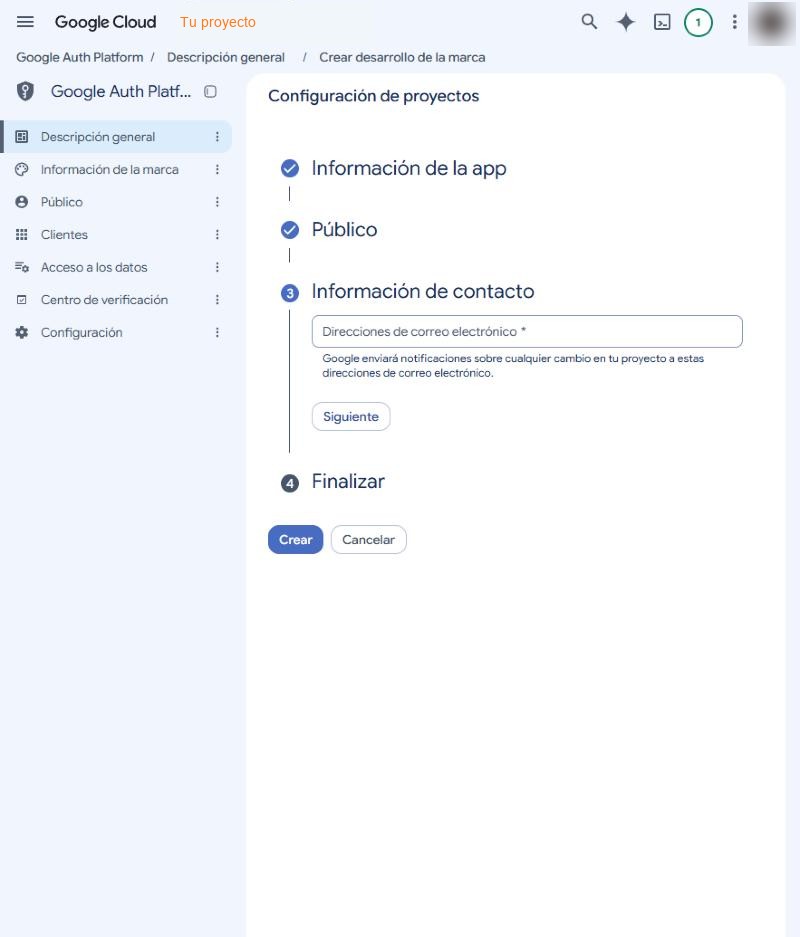 Google Cloud Tu proyecto 1
Google Auth Platform / Descripción general / Crear desarrollo de la marca
Google Auth Platf...
Configuración de proyectos
Descripción general
Información de la marca
Público
Clientes
Acceso a los datos
Centro de verificación
Configuración
Información de la app
Público
3 Información de contacto
Direcciones de correo electrónico *
Google enviará notificaciones sobre cualquier cambio en tu proyecto a estas
direcciones de correo electrónico.
Siguiente
4 Finalizar
Crear Cancelar